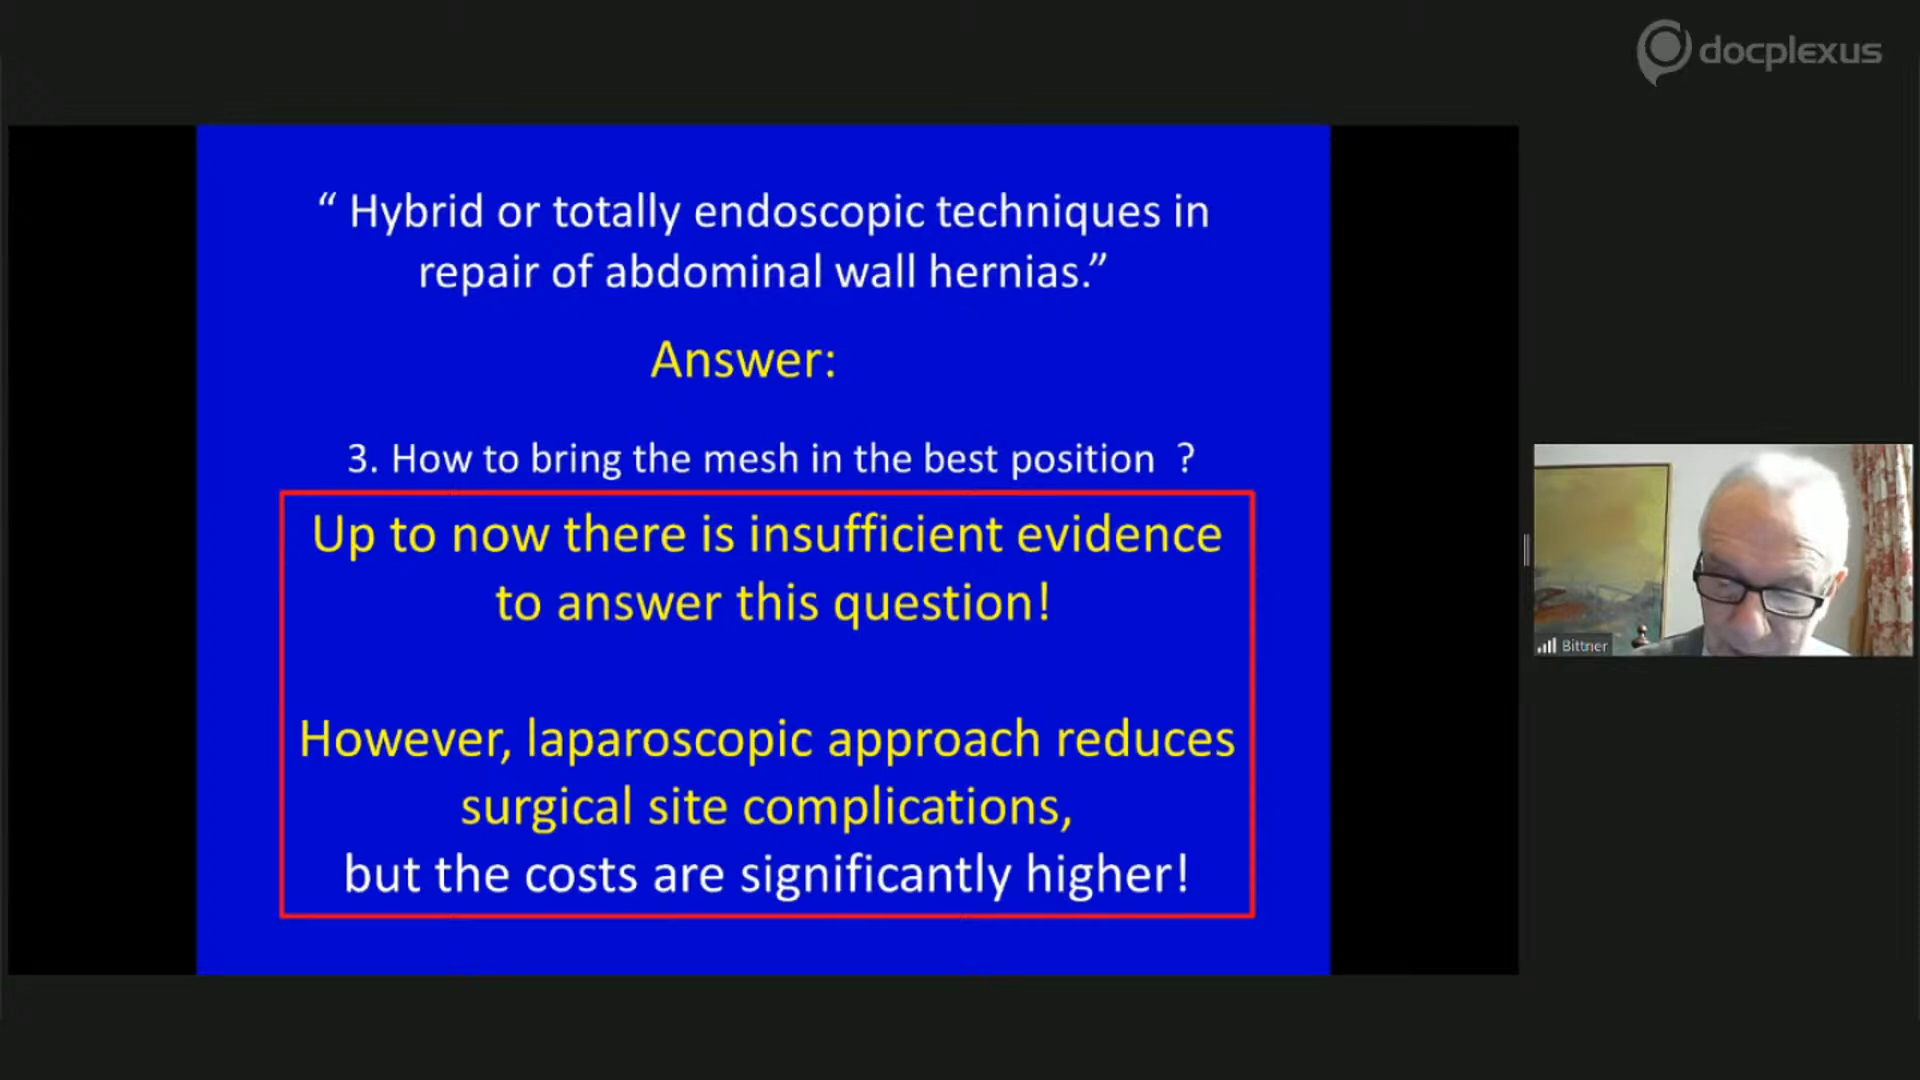 docplexus
“ Hybrid or totally endoscopic techniques in
repair of abdominal wall hernias.”
Answer:
3. How to bring the mesh in the best position ?
Up to now there is insufficient evidence
to answer this question!
However, laparoscopic approach reduces
surgical site complications,
but the costs are significantly higher!
Bittner